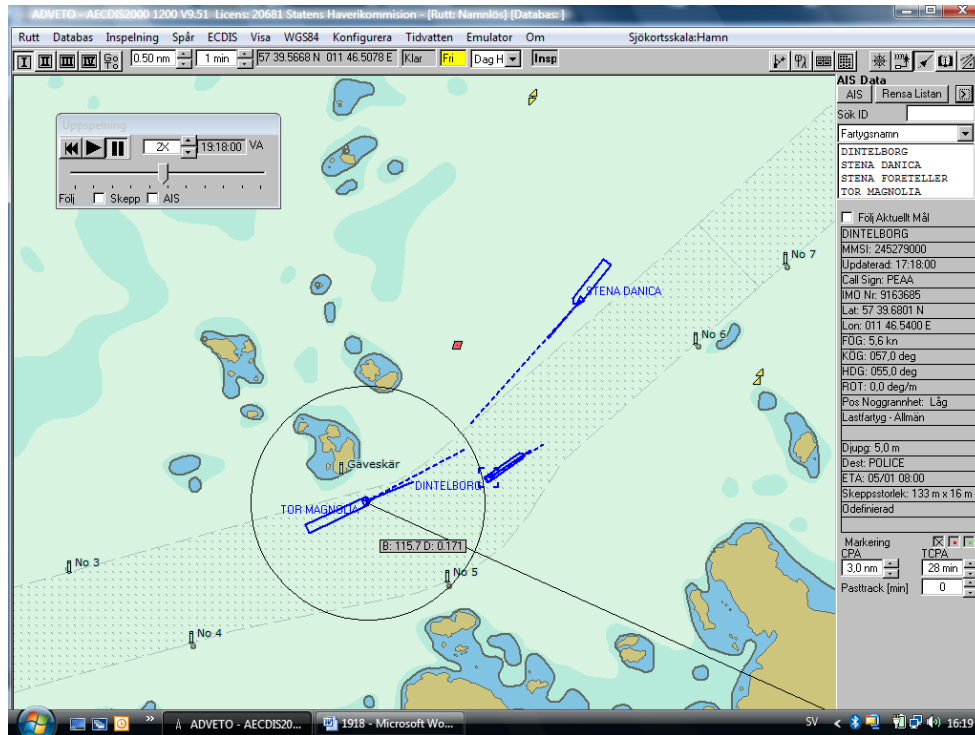 ADVETO - AECDIS2000 1200 V9.51 Licens: 20681 Statens Haverikommision - [Rutt: Namnlös] [Databas: ]
Rutt Databas Inspelning Spår ECDIS Visa WGS84 Konfigurera Tidvatten Emulator Om Sjökortsskala:Hamn
I II III IIII 0.50 nm 1 min 57 39.5668 N 011 46.5078 E Klar Fri Dag H Insp
AIS Data
AIS Rensa Listan
Sök ID
Fartygsnamn
DINTELBORG
STENA DANICA
STENA FORETELLER
TOR MAGNOLIA
Följ Aktuellt Mål
DINTELBORG
MMSI: 245279000
Updaterad: 17:18:00
Call Sign: PEAA
IMO Nr: 9163685
Lat: 57 39.6801 N
Lon: 011 46.5400 E
FÖG: 5,6 kn
KÖG: 057,0 deg
HDG: 055,0 deg
ROT: 0,0 deg/m
Pos Noggrannhet: Låg
Lastfartyg - Allmän
Djupg: 5,0 m
Dest: POLICE
ETA: 05/01 08:00
Skeppsstorlek: 133 m x 16 m
Odefinierad
Markering
CPA TCPA
3,0 nm 28 min
Pasttrack [min] 0
Uppspelning
2X 19:18:00 VA
Följ Skepp AIS
No 7
STENA DANICA
No 6
Gäveskär
DINTELBORG
TOR MAGNOLIA
B: 115.7 D: 0.171
No 3
No 5
No 4
ADVETO - AECDIS20... 1918 - Microsoft Wo... SV 16:19